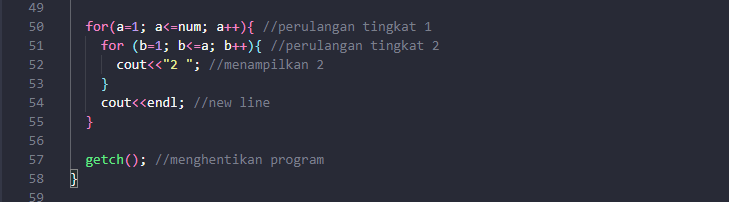 49
50 for(a=1; a<=num; a++){ //perulangan tingkat 1
51 for (b=1; b<=a; b++){ //perulangan tingkat 2
52 cout<<"2 "; //menampilkan 2
53 }
54 cout<<endl; //new line
55 }
56
57 getch(); //menghentikan program
58 }
59